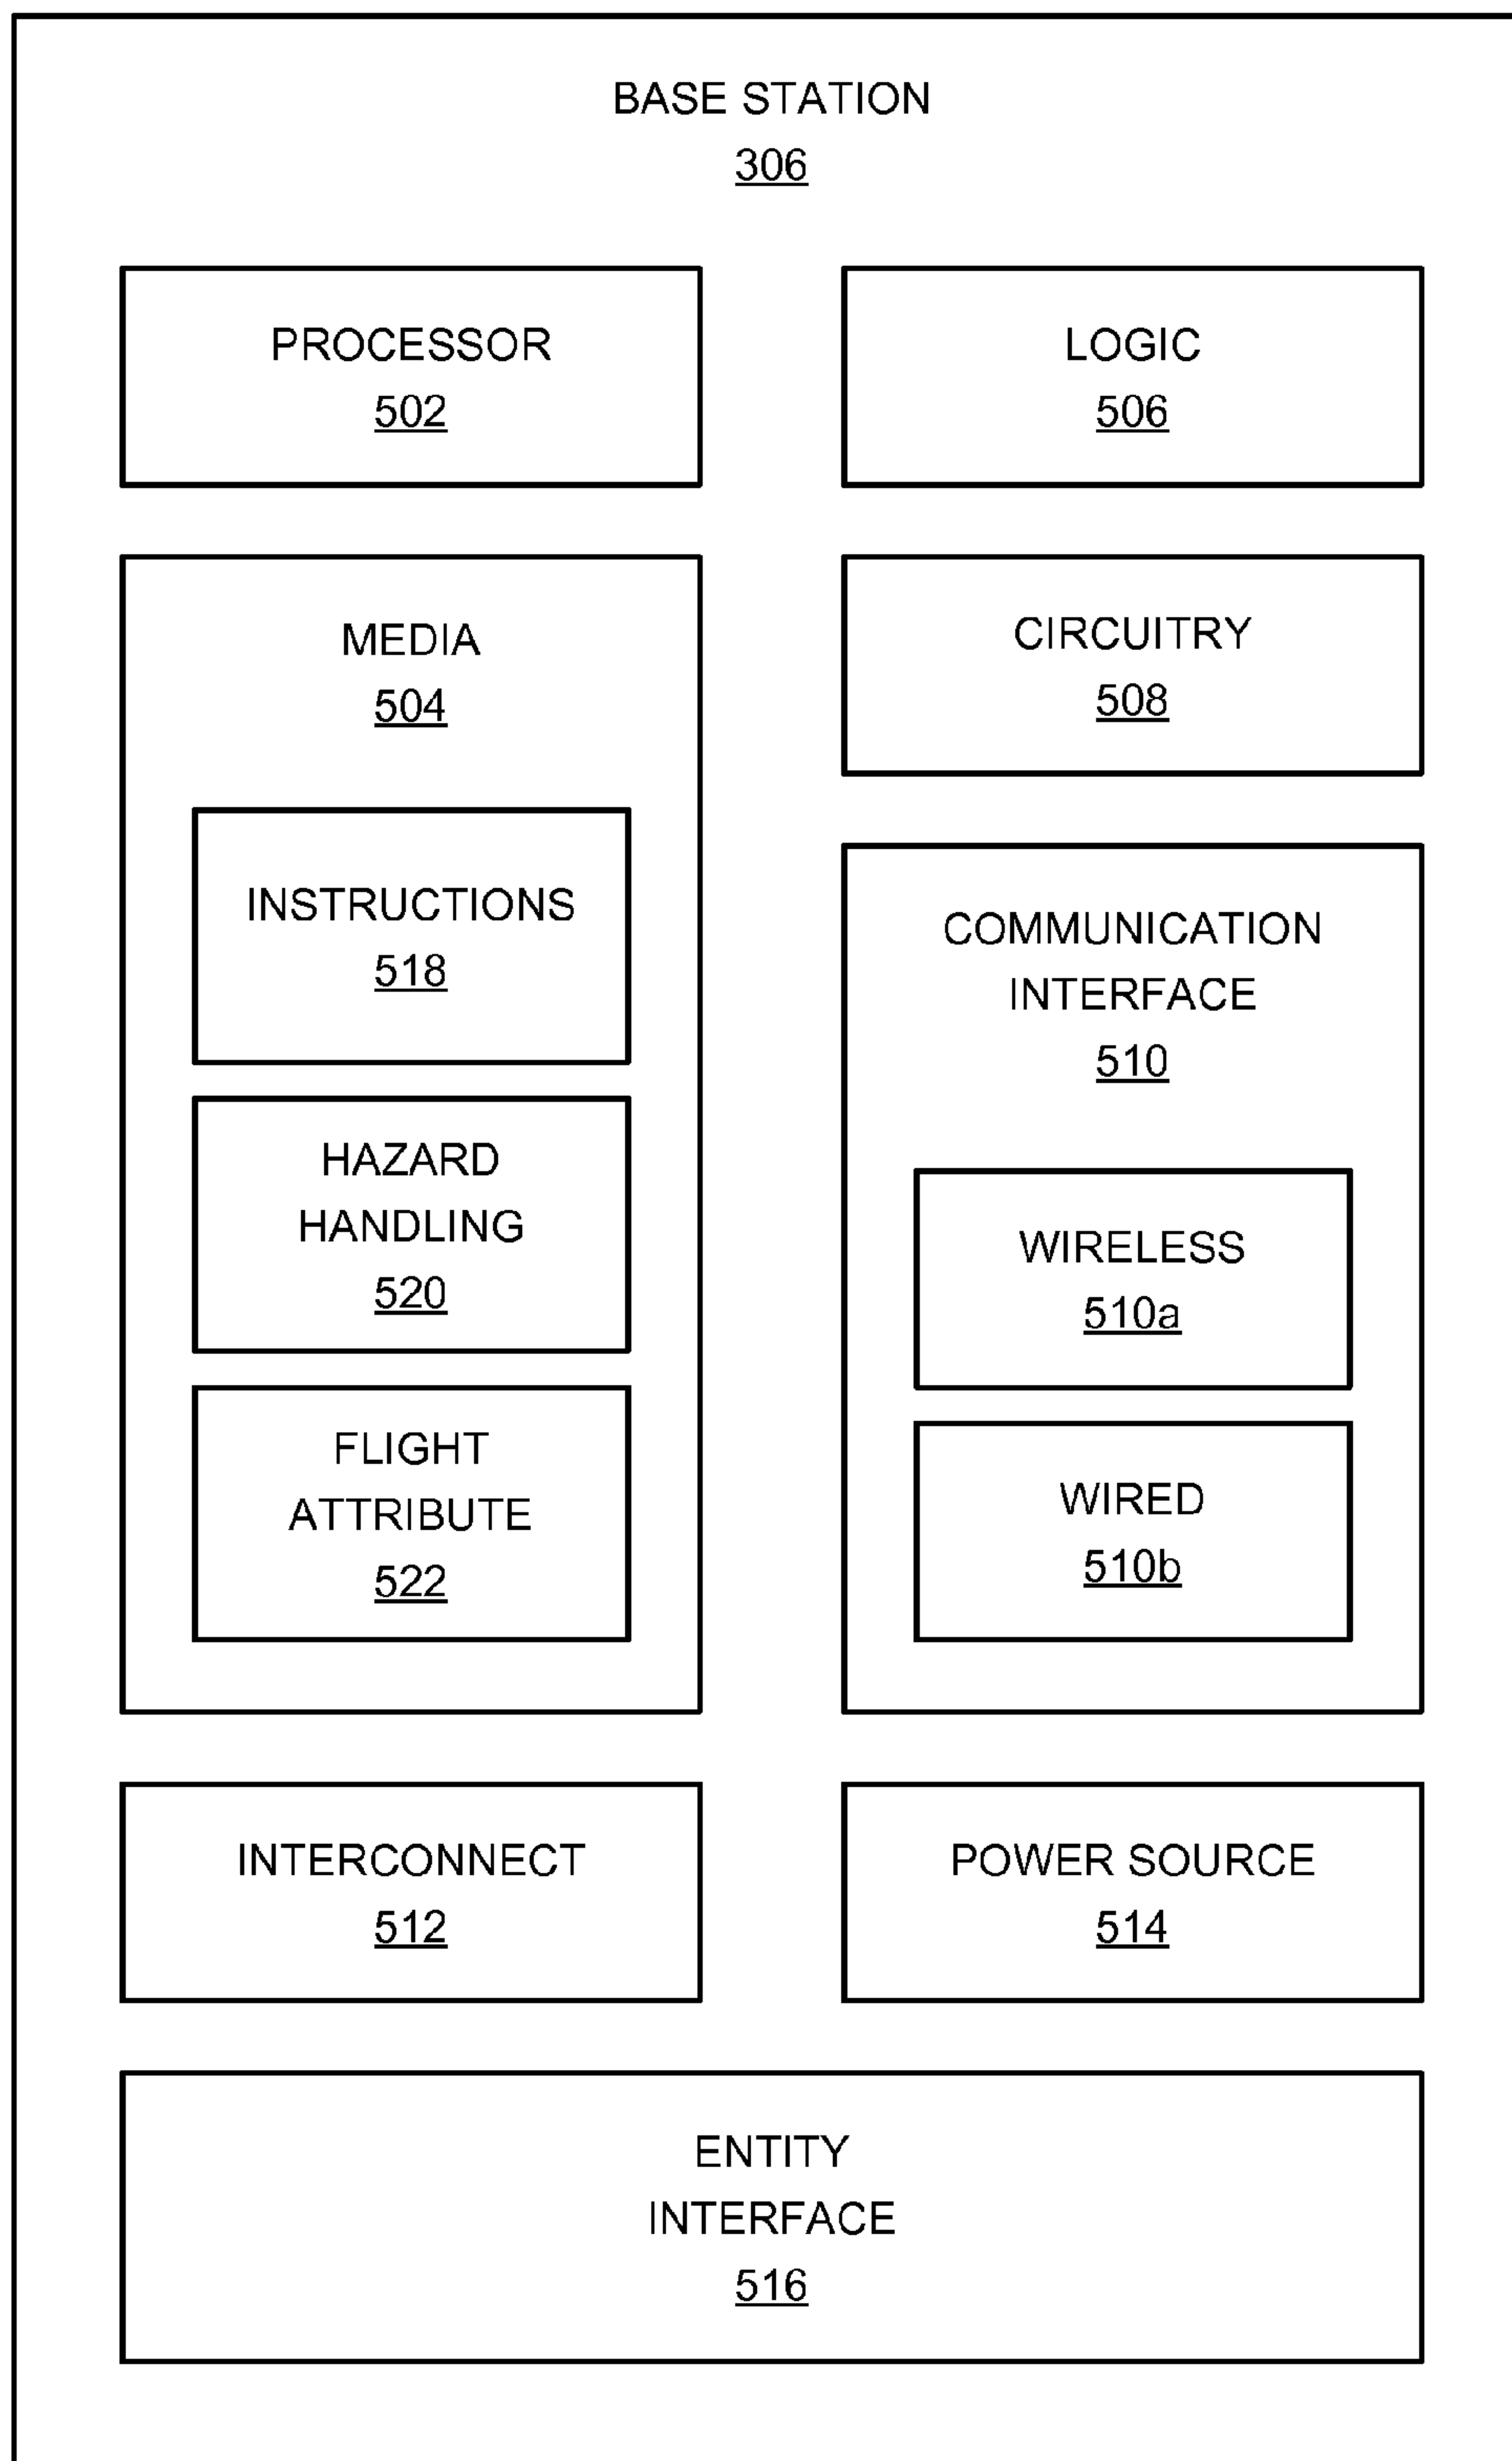 BASE STATION
306
PROCESSOR
502
LOGIC
506
MEDIA
504
INSTRUCTIONS
518
HAZARD
HANDLING
520
FLIGHT
ATTRIBUTE
522
CIRCUITRY
508
COMMUNICATION
INTERFACE
510
WIRELESS
510a
WIRED
510b
INTERCONNECT
512
POWER SOURCE
514
ENTITY
INTERFACE
516